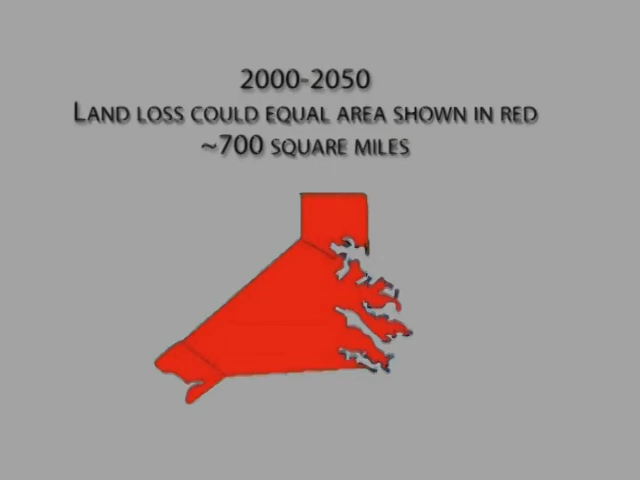 2000-2050
LAND LOSS COULD EQUAL AREA SHOWN IN RED
~700 SQUARE MILES